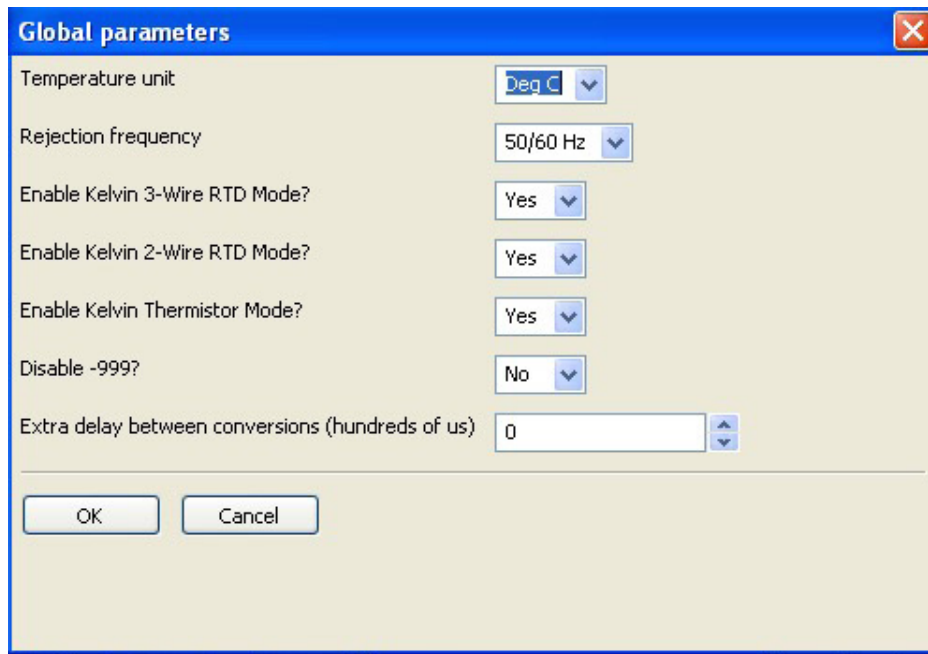 Global parameters
Temperature unit Deg C
Rejection frequency 50/60 Hz
Enable Kelvin 3-Wire RTD Mode? Yes
Enable Kelvin 2-Wire RTD Mode? Yes
Enable Kelvin Thermistor Mode? Yes
Disable -999? No
Extra delay between conversions (hundreds of us) 0
OK Cancel